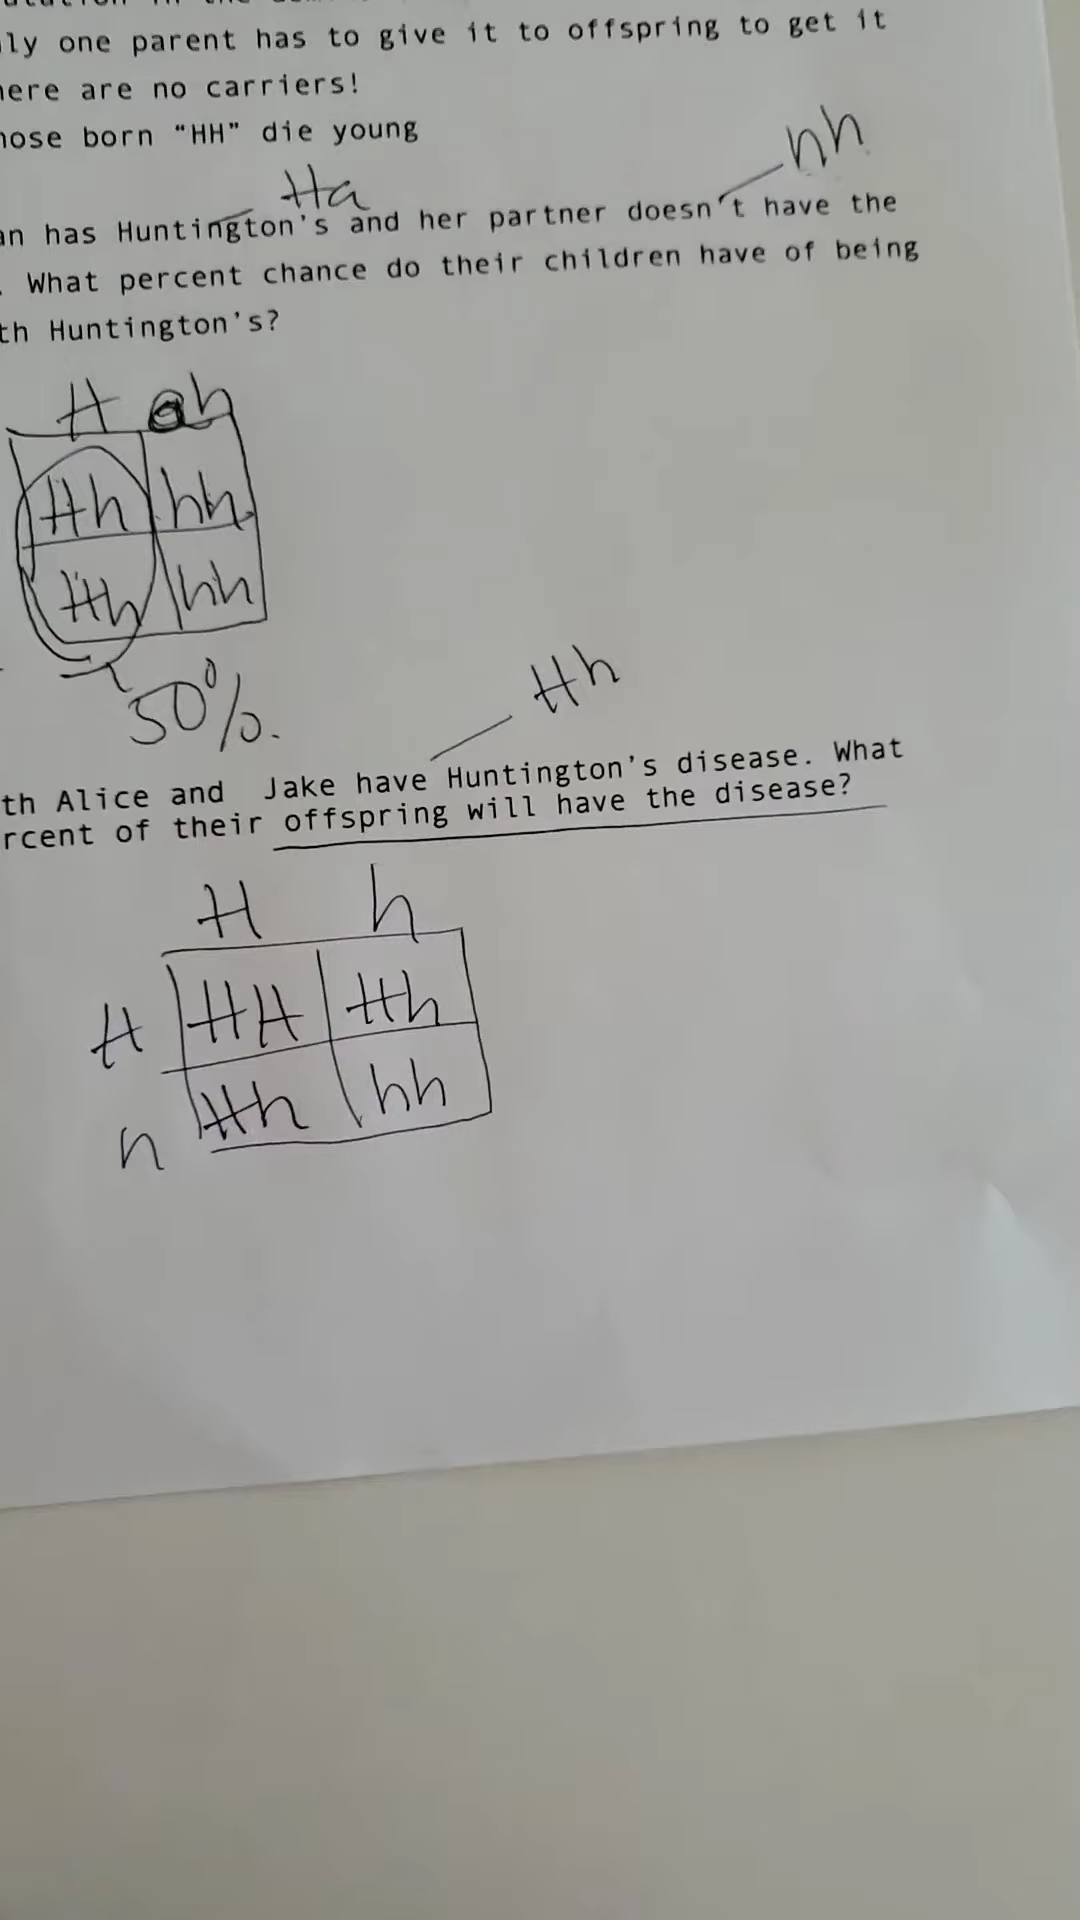 ly one parent has to give it to offspring to get it
ere are no carriers!
hose born "HH" die young
hh
Ha
an has Huntington's and her partner doesn't have the
. What percent chance do their children have of being
th Huntington's?
H h
Hh hh
Hh hh
50%.
Hh
th Alice and Jake have Huntington's disease. What
rcent of their offspring will have the disease?
H h
H HH Hh
h Hh hh